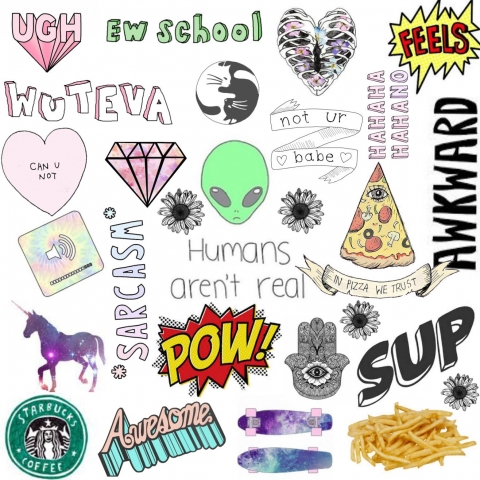 UGH
EW SCHOOL
FEELS
WUTEVA
HAHAHA
HAHANO
not ur
babe
AWKWARD
CAN U
NOT
SARCASM
Humans
aren't real
IN PIZZA WE TRUST
POW!
SUP
STARBUCKS
COFFEE
Awesome.